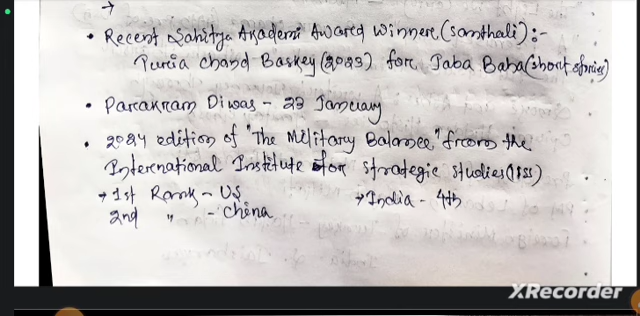 →
• Recent Sahitya Akademi Award Winner (Santhali) :-
Turia Chand Baskey (2023) for Jaba Baha (short stories)
• Parakram Diwas - 23 January
• 2024 edition of "The Military Balance" from the
International Institute for Strategic Studies (IISS)
→ 1st Rank - US → India - 4th
2nd " - China
XRecorder